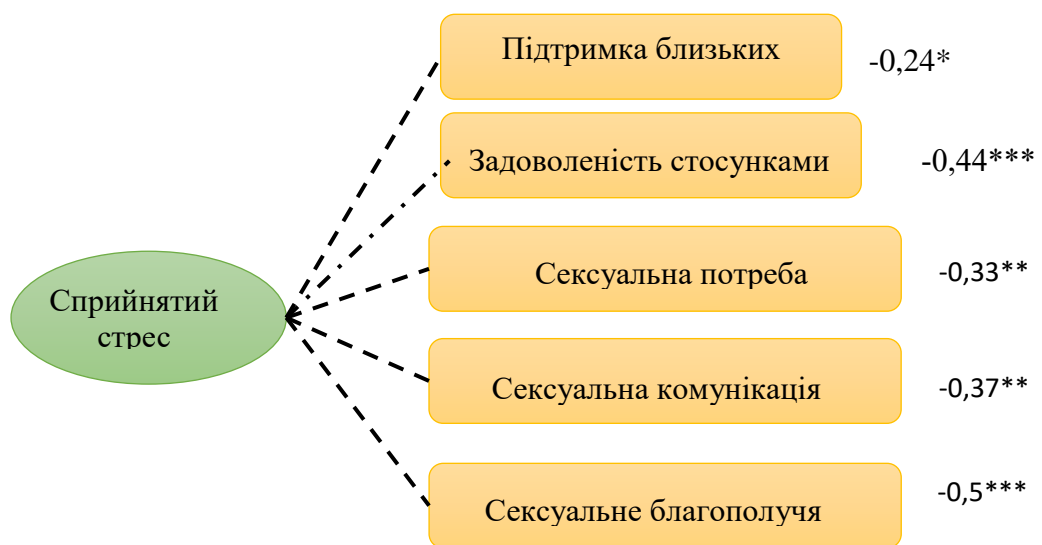 Підтримка близьких
-0,24*
Задоволеність стосунками
-0,44***
Сексуальна потреба
-0,33**
Сприйнятий
стрес
Сексуальна комунікація
-0,37**
Сексуальне благополучя
-0,5***